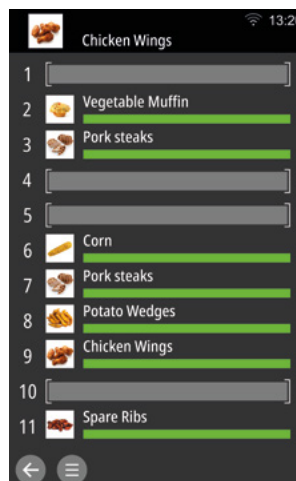 13:20
Chicken Wings
1
2 Vegetable Muffin
3 Pork steaks
4
5
6 Corn
7 Pork steaks
8 Potato Wedges
9 Chicken Wings
10
11 Spare Ribs